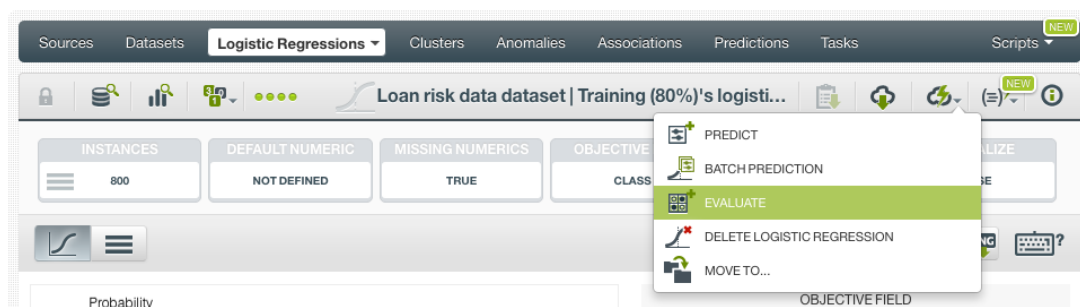 NEW
Sources Datasets Logistic Regressions Clusters Anomalies Associations Predictions Tasks Scripts
NEW
Loan risk data dataset | Training (80%)'s logisti...
PREDICT
INSTANCES DEFAULT NUMERIC MISSING NUMERICS OBJECTIVE
BATCH PREDICTION
800 NOT DEFINED TRUE CLASS
EVALUATE
DELETE LOGISTIC REGRESSION
MOVE TO...
Probability OBJECTIVE FIELD